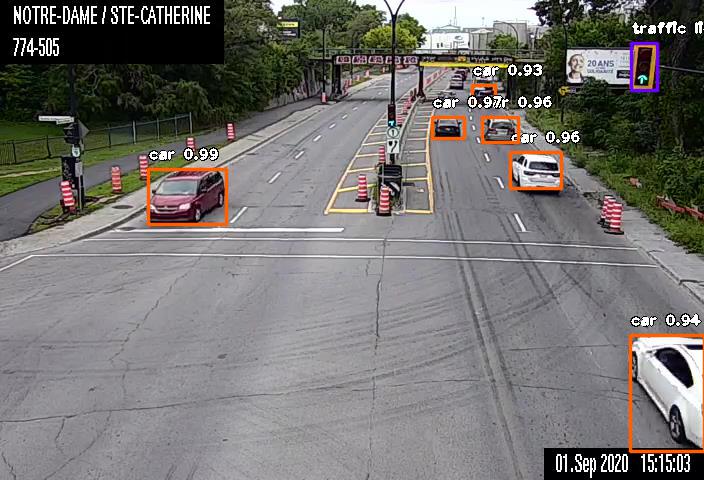 NOTRE-DAME / STE-CATHERINE
774-505
traffic
car 0.93
car 0.97
0.96
car 0.96
car 0.99
20 ANS
car 0.94
01.Sep 2020 15:15:03